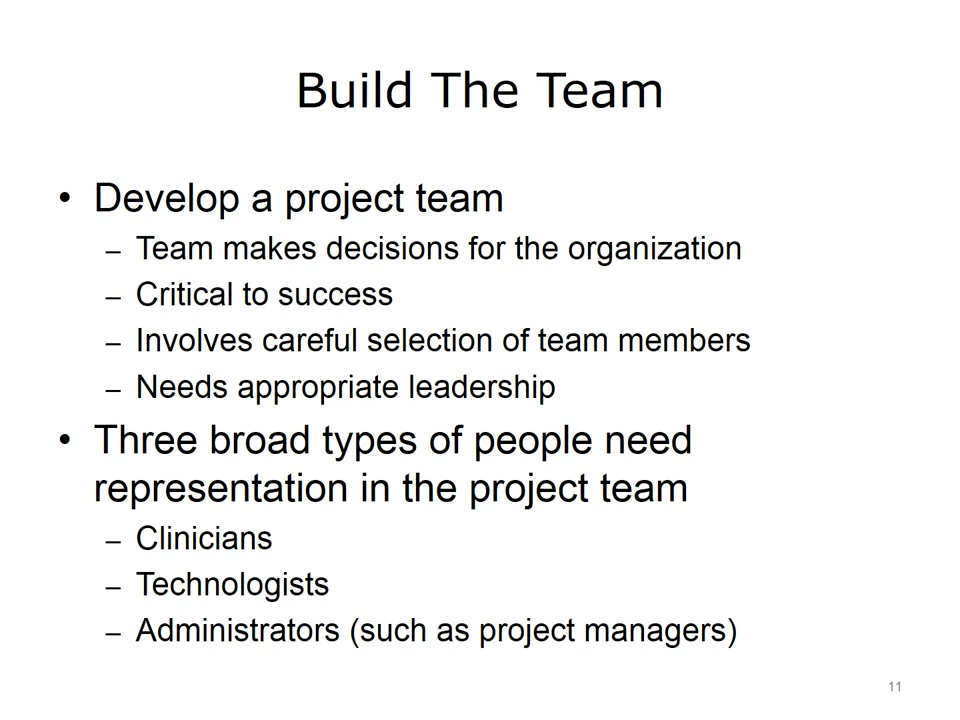 Build The Team
• Develop a project team
– Team makes decisions for the organization
– Critical to success
– Involves careful selection of team members
– Needs appropriate leadership
• Three broad types of people need
representation in the project team
– Clinicians
– Technologists
– Administrators (such as project managers)
11